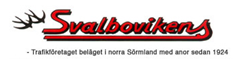 Svalbovikens
- Trafikföretaget beläget i norra Sörmland med anor sedan 1924